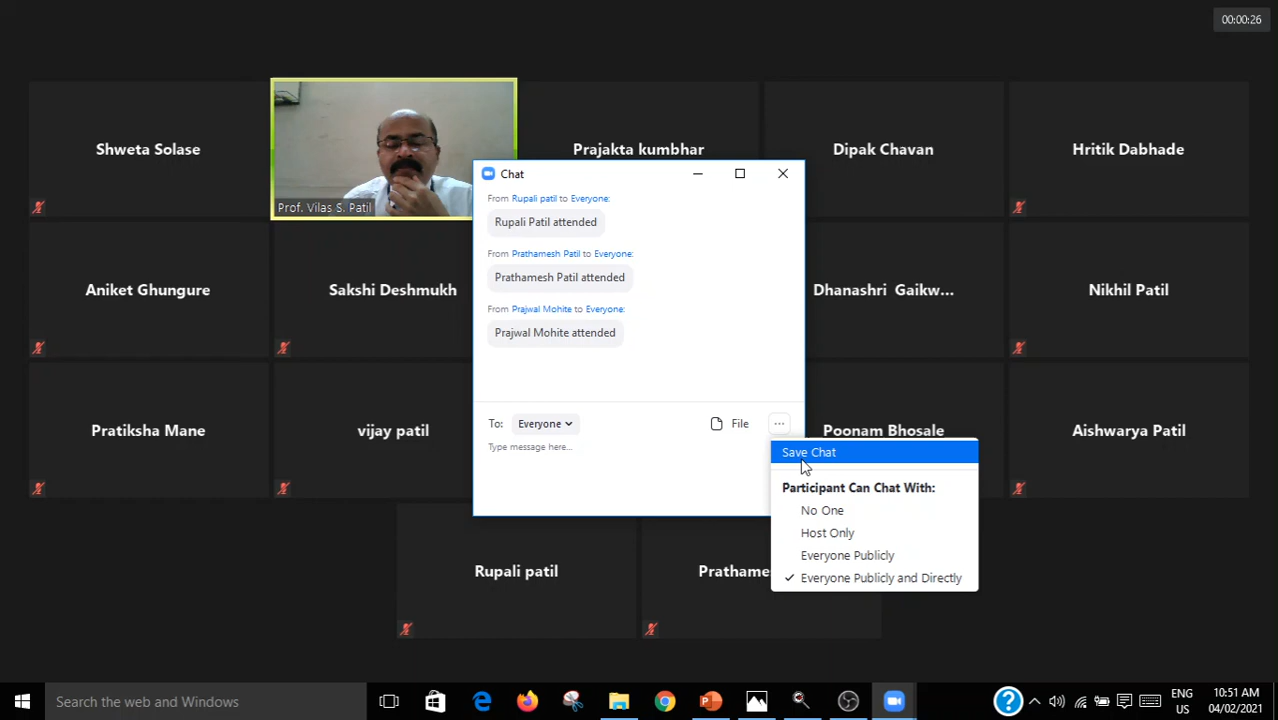 00:00:26
Shweta Solase
Prof. Vilas S. Patil
Prajakta kumbhar
Dipak Chavan
Hritik Dabhade
Chat
From Rupali patil to Everyone:
Rupali Patil attended
From Prathamesh Patil to Everyone:
Prathamesh Patil attended
From Prajwal Mohite to Everyone:
Prajwal Mohite attended
To: Everyone
File
...
Type message here...
Save Chat
Participant Can Chat With:
No One
Host Only
Everyone Publicly
Everyone Publicly and Directly
Aniket Ghungure
Sakshi Deshmukh
Dhanashri Gaikw...
Nikhil Patil
Pratiksha Mane
vijay patil
Poonam Bhosale
Aishwarya Patil
Rupali patil
Prathames
Search the web and Windows
ENG
US
10:51 AM
04/02/2021